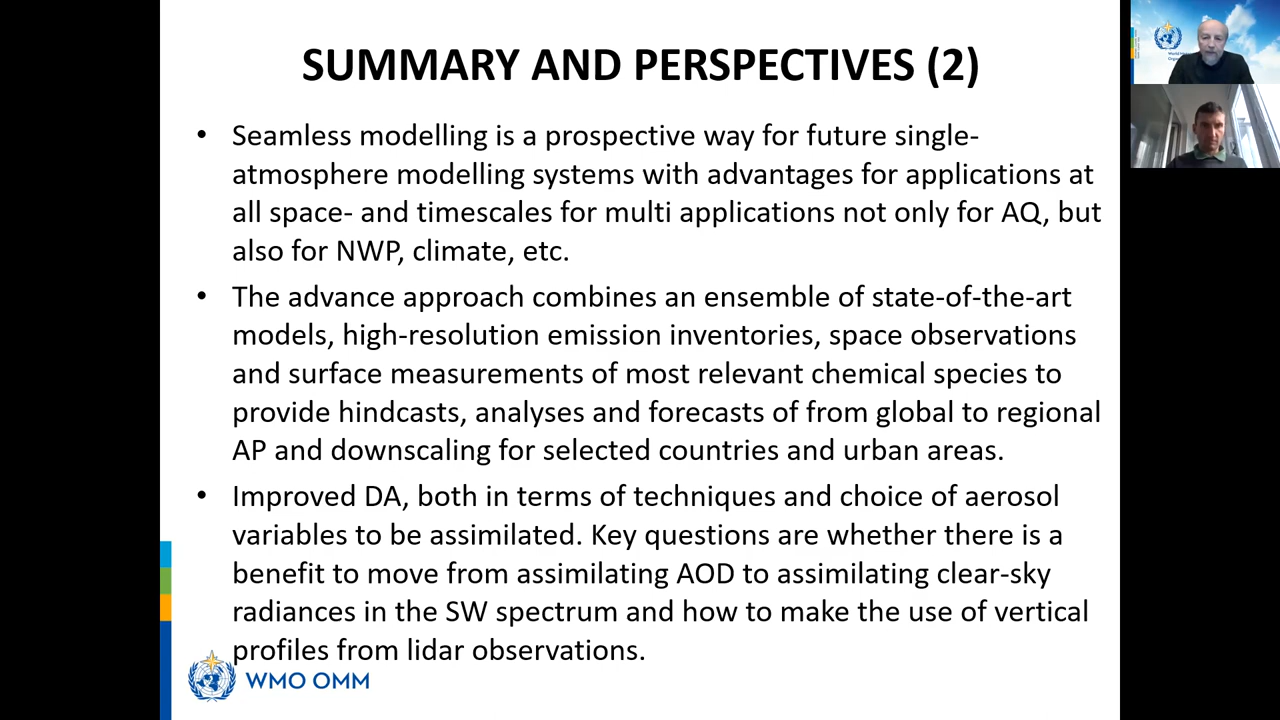 SUMMARY AND PERSPECTIVES (2)
• Seamless modelling is a prospective way for future single-
atmosphere modelling systems with advantages for applications at
all space- and timescales for multi applications not only for AQ, but
also for NWP, climate, etc.
• The advance approach combines an ensemble of state-of-the-art
models, high-resolution emission inventories, space observations
and surface measurements of most relevant chemical species to
provide hindcasts, analyses and forecasts of from global to regional
AP and downscaling for selected countries and urban areas.
• Improved DA, both in terms of techniques and choice of aerosol
variables to be assimilated. Key questions are whether there is a
benefit to move from assimilating AOD to assimilating clear-sky
radiances in the SW spectrum and how to make the use of vertical
profiles from lidar observations.
WMO OMM